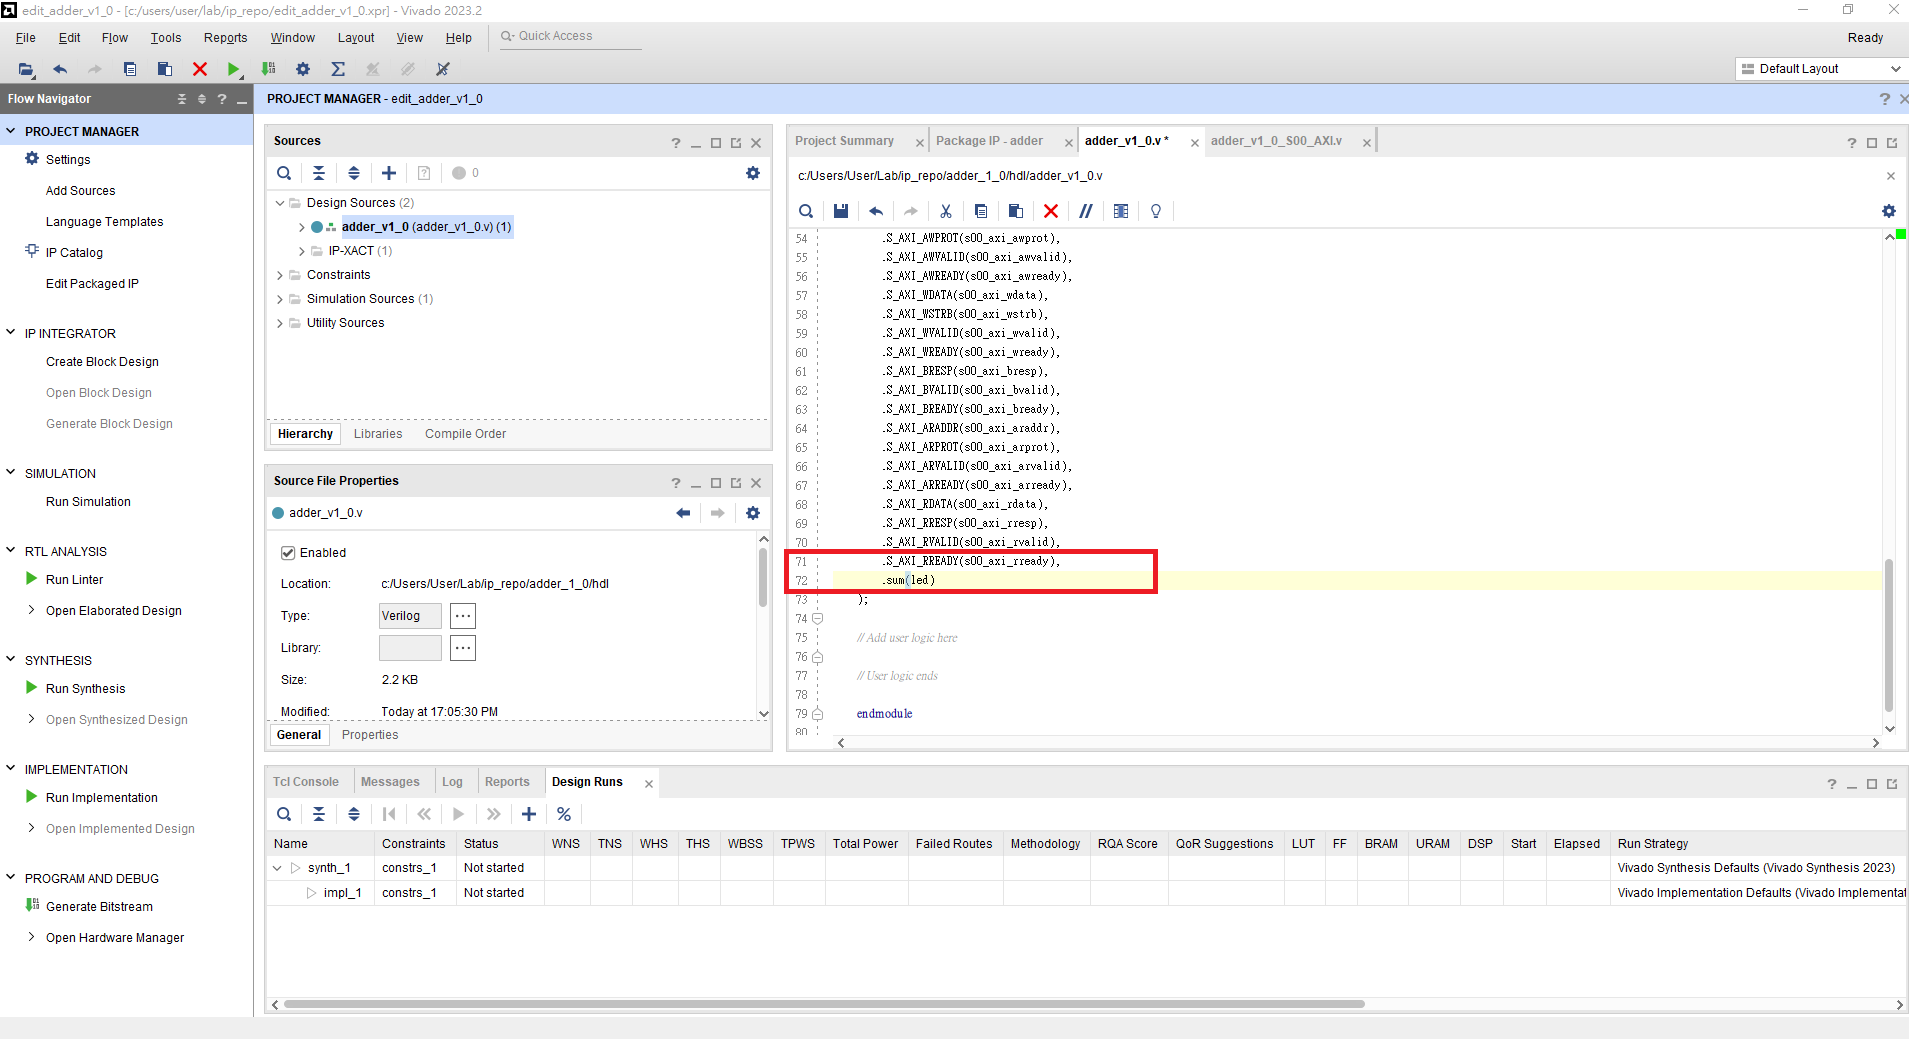 edit_adder_v1_0 - [c:/users/user/lab/ip_repo/edit_adder_v1_0.xpr] - Vivado 2023.2
File Edit Flow Tools Reports Window Layout View Help Quick Access
Ready
Default Layout
Flow Navigator
PROJECT MANAGER
Settings
Add Sources
Language Templates
IP Catalog
Edit Packaged IP
IP INTEGRATOR
Create Block Design
Open Block Design
Generate Block Design
SIMULATION
Run Simulation
RTL ANALYSIS
Run Linter
Open Elaborated Design
SYNTHESIS
Run Synthesis
Open Synthesized Design
IMPLEMENTATION
Run Implementation
Open Implemented Design
PROGRAM AND DEBUG
Generate Bitstream
Open Hardware Manager
PROJECT MANAGER - edit_adder_v1_0
Sources
0
Design Sources (2)
adder_v1_0 (adder_v1_0.v) (1)
IP-XACT (1)
Constraints
Simulation Sources (1)
Utility Sources
Hierarchy Libraries Compile Order
Source File Properties
adder_v1_0.v
Enabled
Location: c:/Users/User/Lab/ip_repo/adder_1_0/hdl
Type: Verilog
Library:
Size: 2.2 KB
Modified: Today at 17:05:30 PM
General Properties
Project Summary Package IP - adder adder_v1_0.v * adder_v1_0_S00_AXI.v
c:/Users/User/Lab/ip_repo/adder_1_0/hdl/adder_v1_0.v
54 .S_AXI_AWPROT(s00_axi_awprot),
55 .S_AXI_AWVALID(s00_axi_awvalid),
56 .S_AXI_AWREADY(s00_axi_awready),
57 .S_AXI_WDATA(s00_axi_wdata),
58 .S_AXI_WSTRB(s00_axi_wstrb),
59 .S_AXI_WVALID(s00_axi_wvalid),
60 .S_AXI_WREADY(s00_axi_wready),
61 .S_AXI_BRESP(s00_axi_bresp),
62 .S_AXI_BVALID(s00_axi_bvalid),
63 .S_AXI_BREADY(s00_axi_bready),
64 .S_AXI_ARADDR(s00_axi_araddr),
65 .S_AXI_ARPROT(s00_axi_arprot),
66 .S_AXI_ARVALID(s00_axi_arvalid),
67 .S_AXI_ARREADY(s00_axi_arready),
68 .S_AXI_RDATA(s00_axi_rdata),
69 .S_AXI_RRESP(s00_axi_rresp),
70 .S_AXI_RVALID(s00_axi_rvalid),
71 .S_AXI_RREADY(s00_axi_rready),
72 .sum(led)
73 );
74
75 // Add user logic here
76
77 // User logic ends
78
79 endmodule
80
Tcl Console Messages Log Reports Design Runs
Name Constraints Status WNS TNS WHS THS WBSS TPWS Total Power Failed Routes Methodology RQA Score QoR Suggestions LUT FF BRAM URAM DSP Start Elapsed Run Strategy
synth_1 constrs_1 Not started Vivado Synthesis Defaults (Vivado Synthesis 2023)
impl_1 constrs_1 Not started Vivado Implementation Defaults (Vivado Implementat